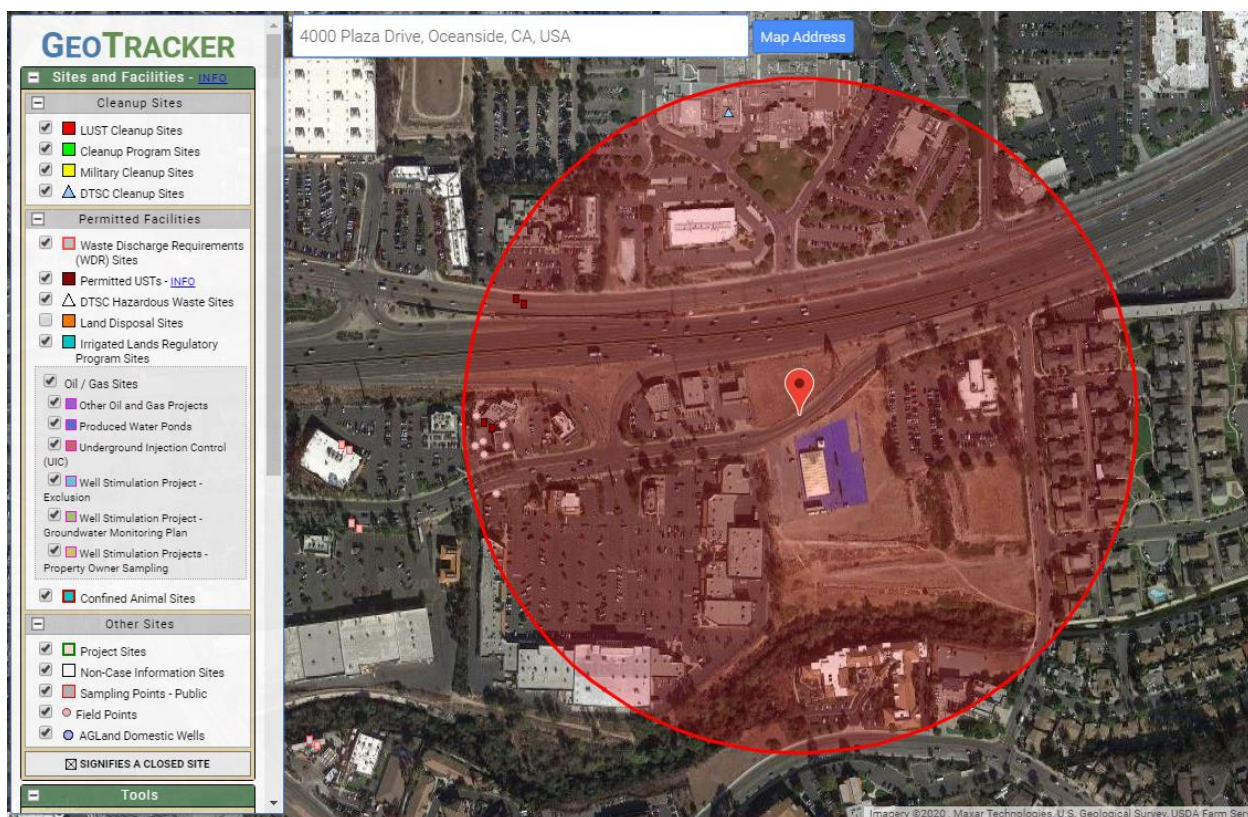 GEOTRACKER
4000 Plaza Drive, Oceanside, CA, USA
Map Address
Sites and Facilities - INFO
Cleanup Sites
LUST Cleanup Sites
Cleanup Program Sites
Military Cleanup Sites
DTSC Cleanup Sites
Permitted Facilities
Waste Discharge Requirements
(WDR) Sites
Permitted USTs - INFO
DTSC Hazardous Waste Sites
Land Disposal Sites
Irrigated Lands Regulatory
Program Sites
Oil / Gas Sites
Other Oil and Gas Projects
Produced Water Ponds
Underground Injection Control
(UIC)
Well Stimulation Project -
Exclusion
Well Stimulation Project -
Groundwater Monitoring Plan
Well Stimulation Projects -
Property Owner Sampling
Confined Animal Sites
Other Sites
Project Sites
Non-Case Information Sites
Sampling Points - Public
Field Points
AGLand Domestic Wells
SIGNIFIES A CLOSED SITE
Tools
Imagery ©2020 , Maxar Technologies, U.S. Geological Survey, USDA Farm Ser